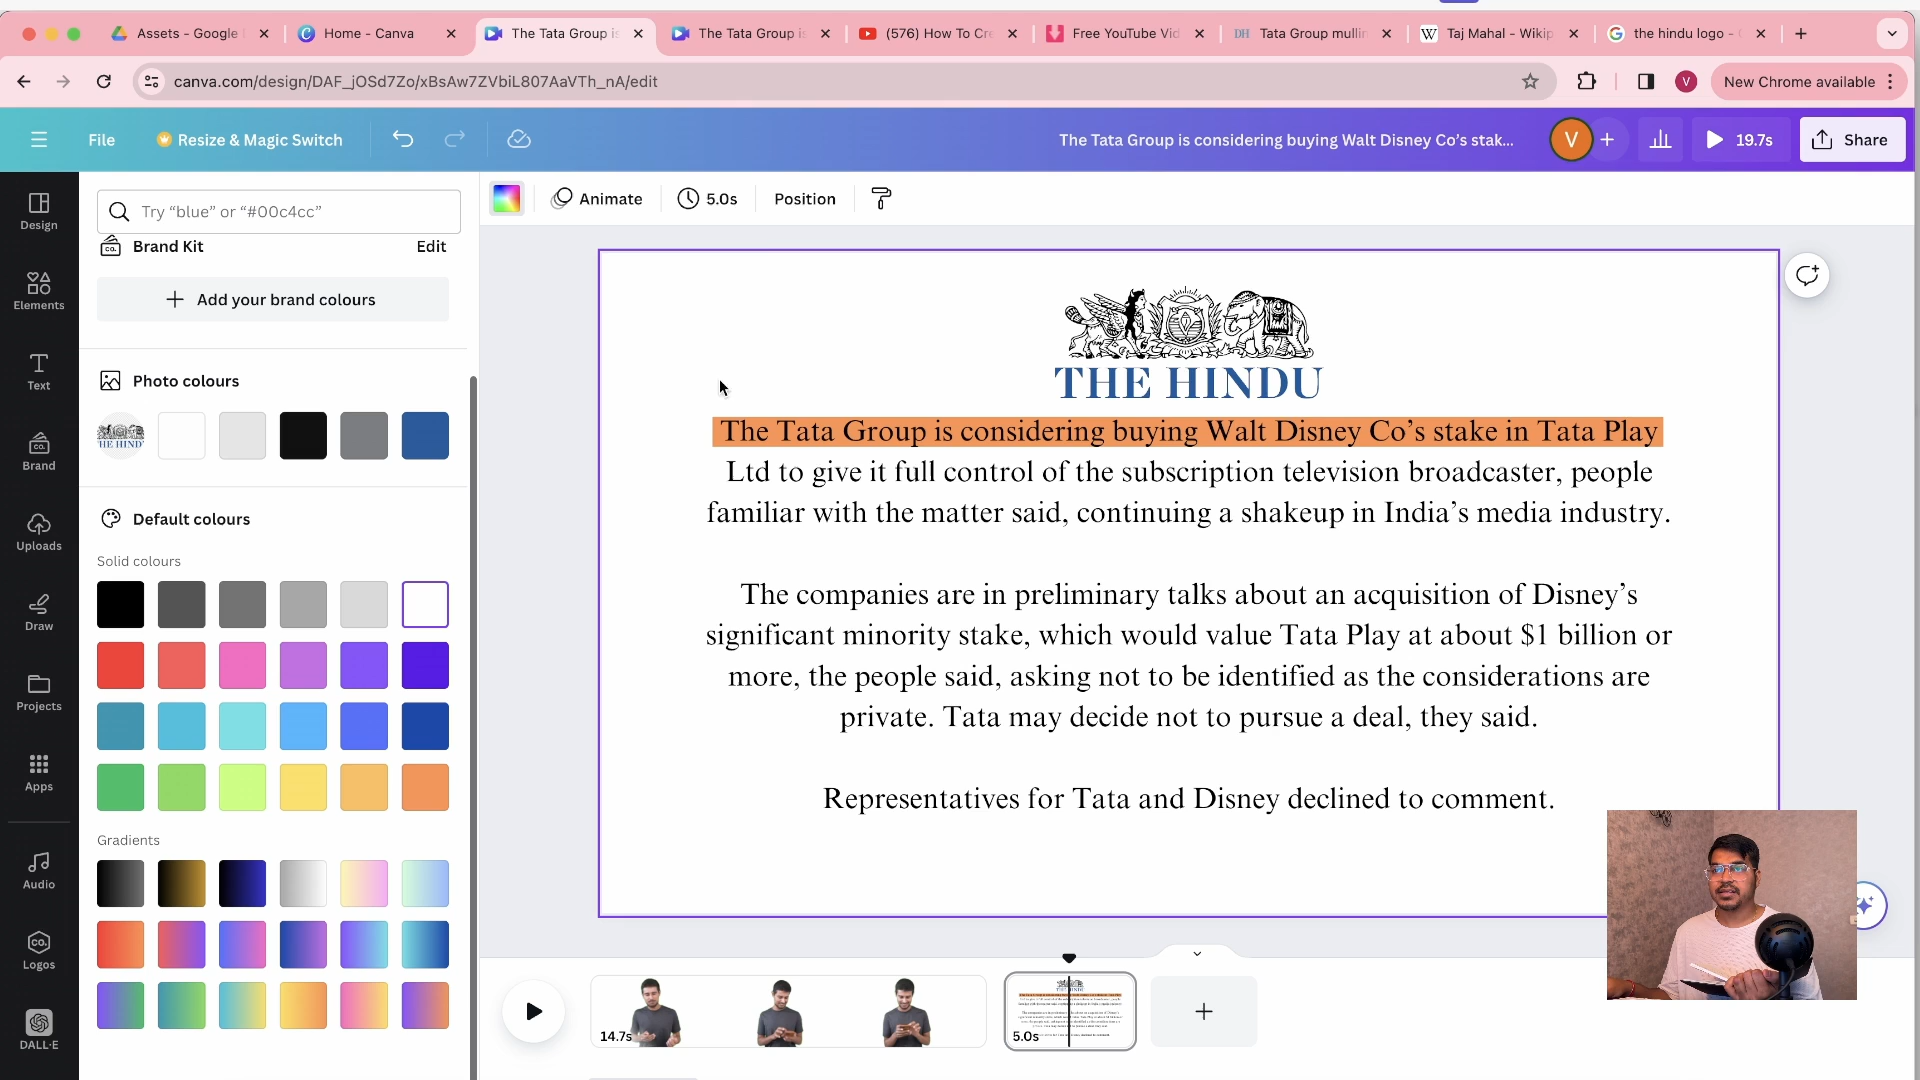 Assets - Google
Home - Canva
The Tata Group is
The Tata Group is
(576) How To Cre
Free YouTube Vid
DH
Tata Group mullin
W
Taj Mahal - Wikip
the hindu logo -
canva.com/design/DAF_jOSd7Zo/xBsAw7ZVbiL807AaVTh_nA/edit
V
New Chrome available
File
Resize & Magic Switch
The Tata Group is considering buying Walt Disney Co’s stak...
V
19.7s
Share
Design
Elements
Text
Brand
Uploads
Draw
Projects
Apps
Audio
CO.
Logos
DALL·E
Try “blue” or “#00c4cc”
CO.
Brand Kit
Edit
Add your brand colours
Photo colours
Default colours
Solid colours
Gradients
Animate
5.0s
Position
THE HINDU
The Tata Group is considering buying Walt Disney Co’s stake in Tata Play
Ltd to give it full control of the subscription television broadcaster, people
familiar with the matter said, continuing a shakeup in India’s media industry.
The companies are in preliminary talks about an acquisition of Disney’s
significant minority stake, which would value Tata Play at about $1 billion or
more, the people said, asking not to be identified as the considerations are
private. Tata may decide not to pursue a deal, they said.
Representatives for Tata and Disney declined to comment.
14.7s
5.0s